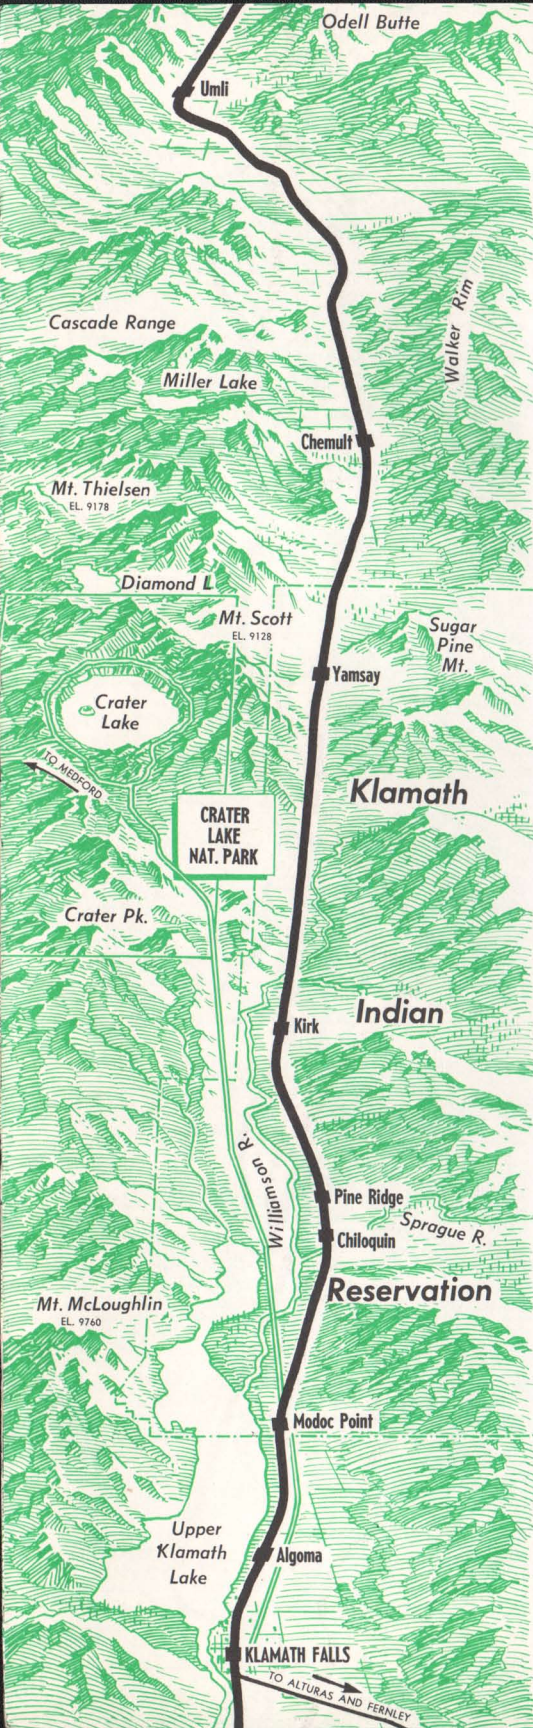 Odell Butte
Umli
Walker Rim
Cascade Range
Miller Lake
Chemult
Mt. Thielsen
EL. 9178
Diamond L
Mt. Scott
EL. 9128
Sugar
Pine
Mt.
Yamsay
Crater
Lake
TO MEDFORD
Klamath
CRATER
LAKE
NAT. PARK
Crater Pk.
Indian
Kirk
Williamson R.
Pine Ridge
Sprague R.
Chiloquin
Reservation
Mt. McLoughlin
EL. 9760
Modoc Point
Upper
Klamath
Lake
Algoma
KLAMATH FALLS
TO ALTURAS AND FERNLEY